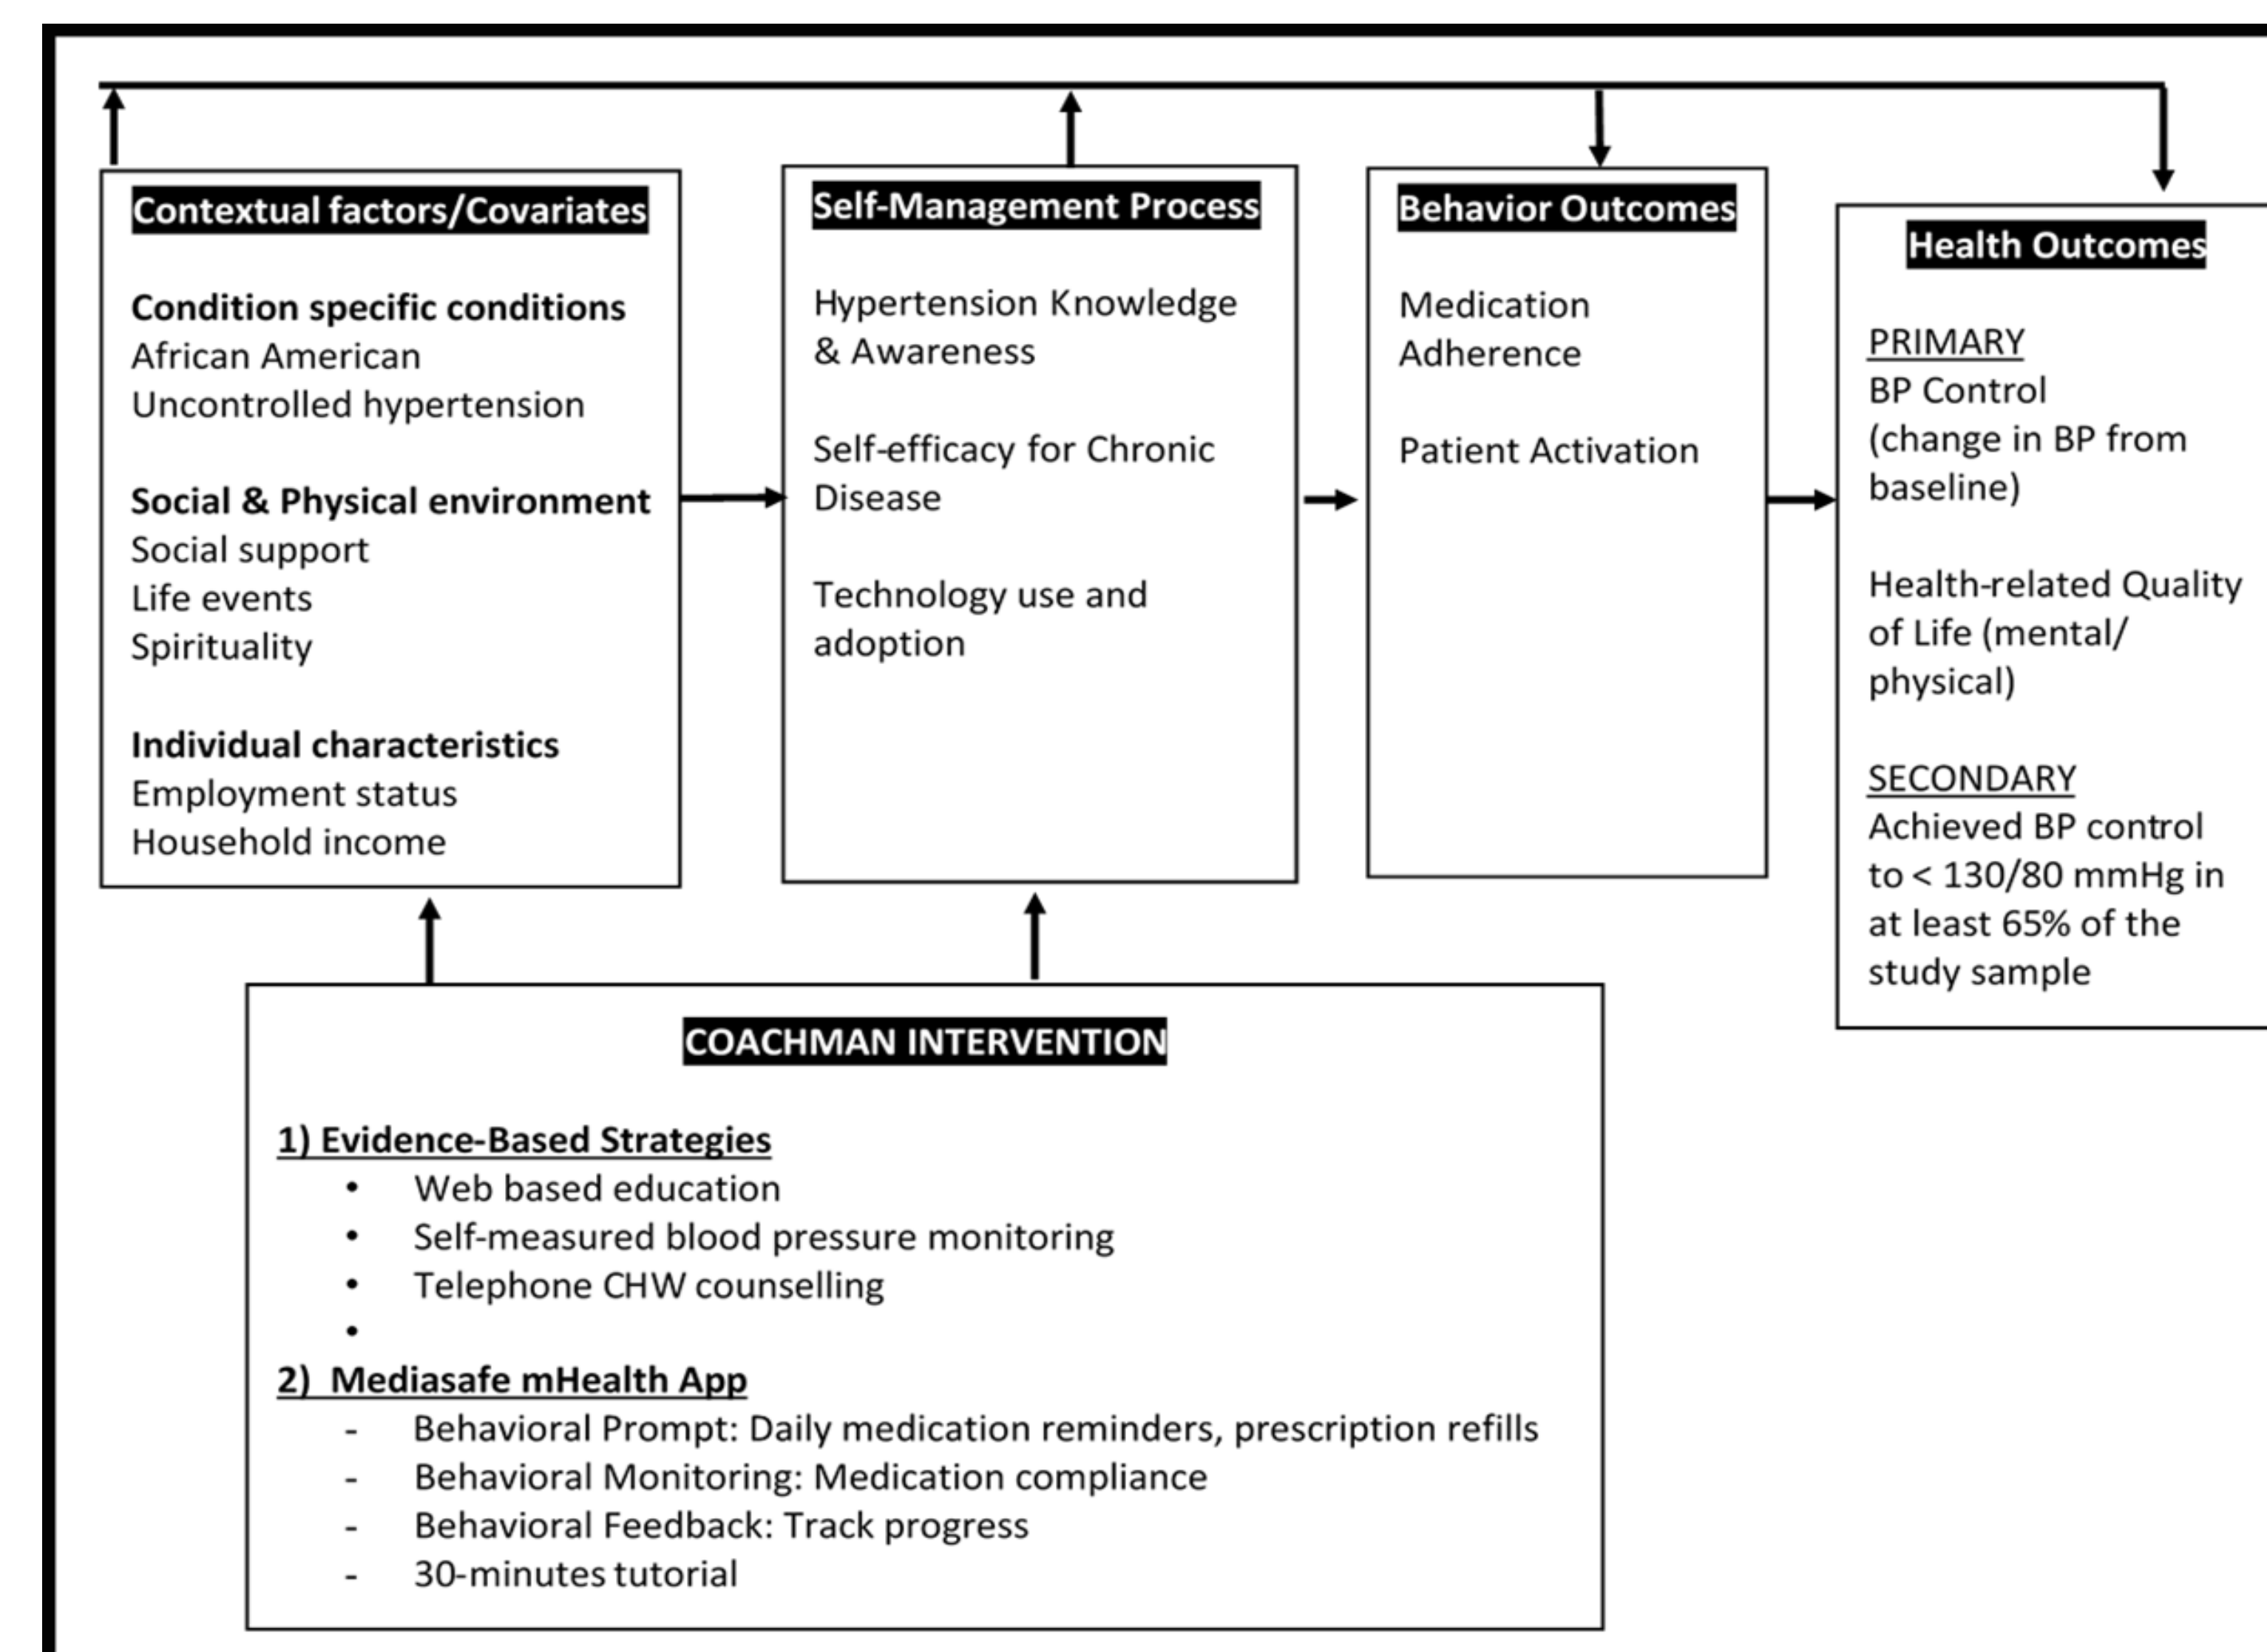 Contextual factors/Covariates
Condition specific conditions
African American
Uncontrolled hypertension
Social & Physical environment
Social support
Life events
Spirituality
Individual characteristics
Employment status
Household income
Self-Management Process
Hypertension Knowledge
& Awareness
Self-efficacy for Chronic
Disease
Technology use and
adoption
Behavior Outcomes
Medication
Adherence
Patient Activation
Health Outcomes
PRIMARY
BP Control
(change in BP from
baseline)
Health-related Quality
of Life (mental/
physical)
SECONDARY
Achieved BP control
to < 130/80 mmHg in
at least 65% of the
study sample
COACHMAN INTERVENTION
1) Evidence-Based Strategies
• Web based education
• Self-measured blood pressure monitoring
• Telephone CHW counselling
•
2) Mediasafe mHealth App
- Behavioral Prompt: Daily medication reminders, prescription refills
- Behavioral Monitoring: Medication compliance
- Behavioral Feedback: Track progress
- 30-minutes tutorial